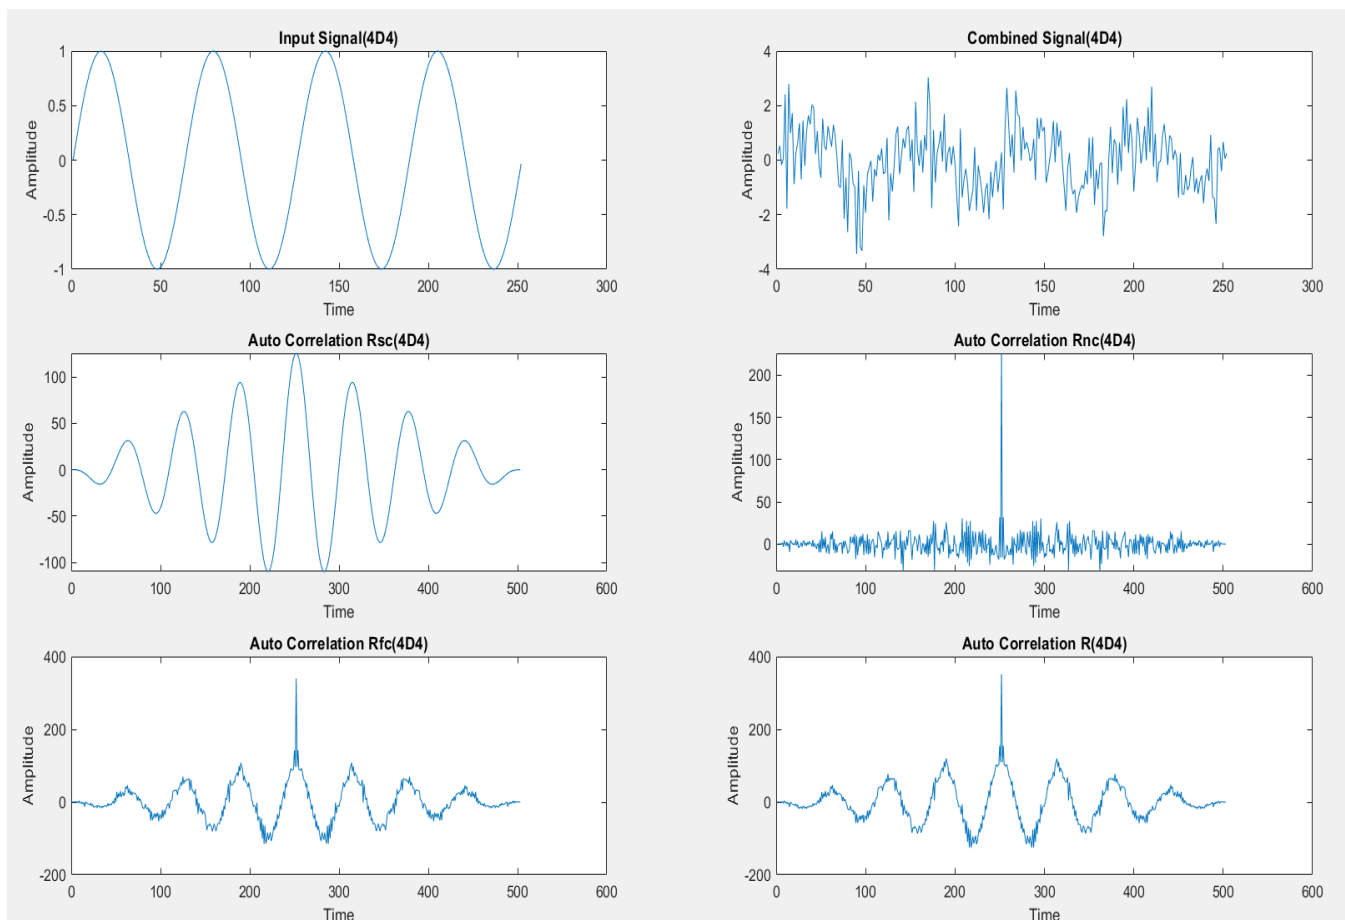 Input Signal(4D4)
1
0.5
0
-0.5
-1
Amplitude
0 50 100 150 200 250 300
Time
Combined Signal(4D4)
4
2
0
-2
-4
Amplitude
0 50 100 150 200 250 300
Time
Auto Correlation Rsc(4D4)
100
50
0
-50
-100
Amplitude
0 100 200 300 400 500 600
Time
Auto Correlation Rnc(4D4)
200
150
100
50
0
Amplitude
0 100 200 300 400 500 600
Time
Auto Correlation Rfc(4D4)
400
200
0
-200
Amplitude
0 100 200 300 400 500 600
Time
Auto Correlation R(4D4)
400
200
0
-200
Amplitude
0 100 200 300 400 500 600
Time